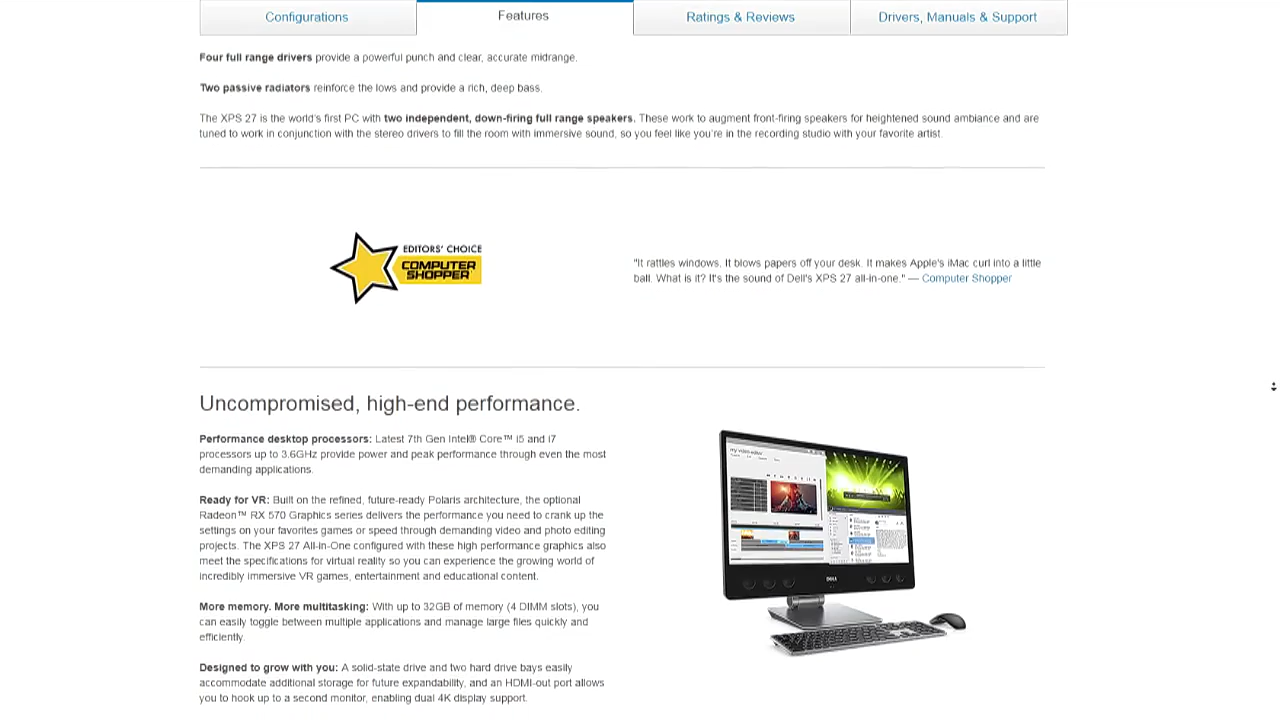 Configurations
Features
Ratings & Reviews
Drivers, Manuals & Support
Four full range drivers provide a powerful punch and clear, accurate midrange.
Two passive radiators reinforce the lows and provide a rich, deep bass.
The XPS 27 is the world's first PC with two independent, down-firing full range speakers. These work to augment front-firing speakers for heightened sound ambiance and are
tuned to work in conjunction with the stereo drivers to fill the room with immersive sound, so you feel like you're in the recording studio with your favorite artist.
EDITORS' CHOICE
COMPUTER
SHOPPER
"It rattles windows. It blows papers off your desk. It makes Apple's iMac curl into a little
ball. What is it? It's the sound of Dell's XPS 27 all-in-one." — Computer Shopper
Uncompromised, high-end performance.
Performance desktop processors: Latest 7th Gen Intel® Core™ i5 and i7
processors up to 3.6GHz provide power and peak performance through even the most
demanding applications.
Ready for VR: Built on the refined, future-ready Polaris architecture, the optional
Radeon™ RX 570 Graphics series delivers the performance you need to crank up the
settings on your favorites games or speed through demanding video and photo editing
projects. The XPS 27 All-in-One configured with these high performance graphics also
meet the specifications for virtual reality so you can experience the growing world of
incredibly immersive VR games, entertainment and educational content.
More memory. More multitasking: With up to 32GB of memory (4 DIMM slots), you
can easily toggle between multiple applications and manage large files quickly and
efficiently.
Designed to grow with you: A solid-state drive and two hard drive bays easily
accommodate additional storage for future expandability, and an HDMI-out port allows
you to hook up to a second monitor, enabling dual 4K display support.
my video editor
DELL